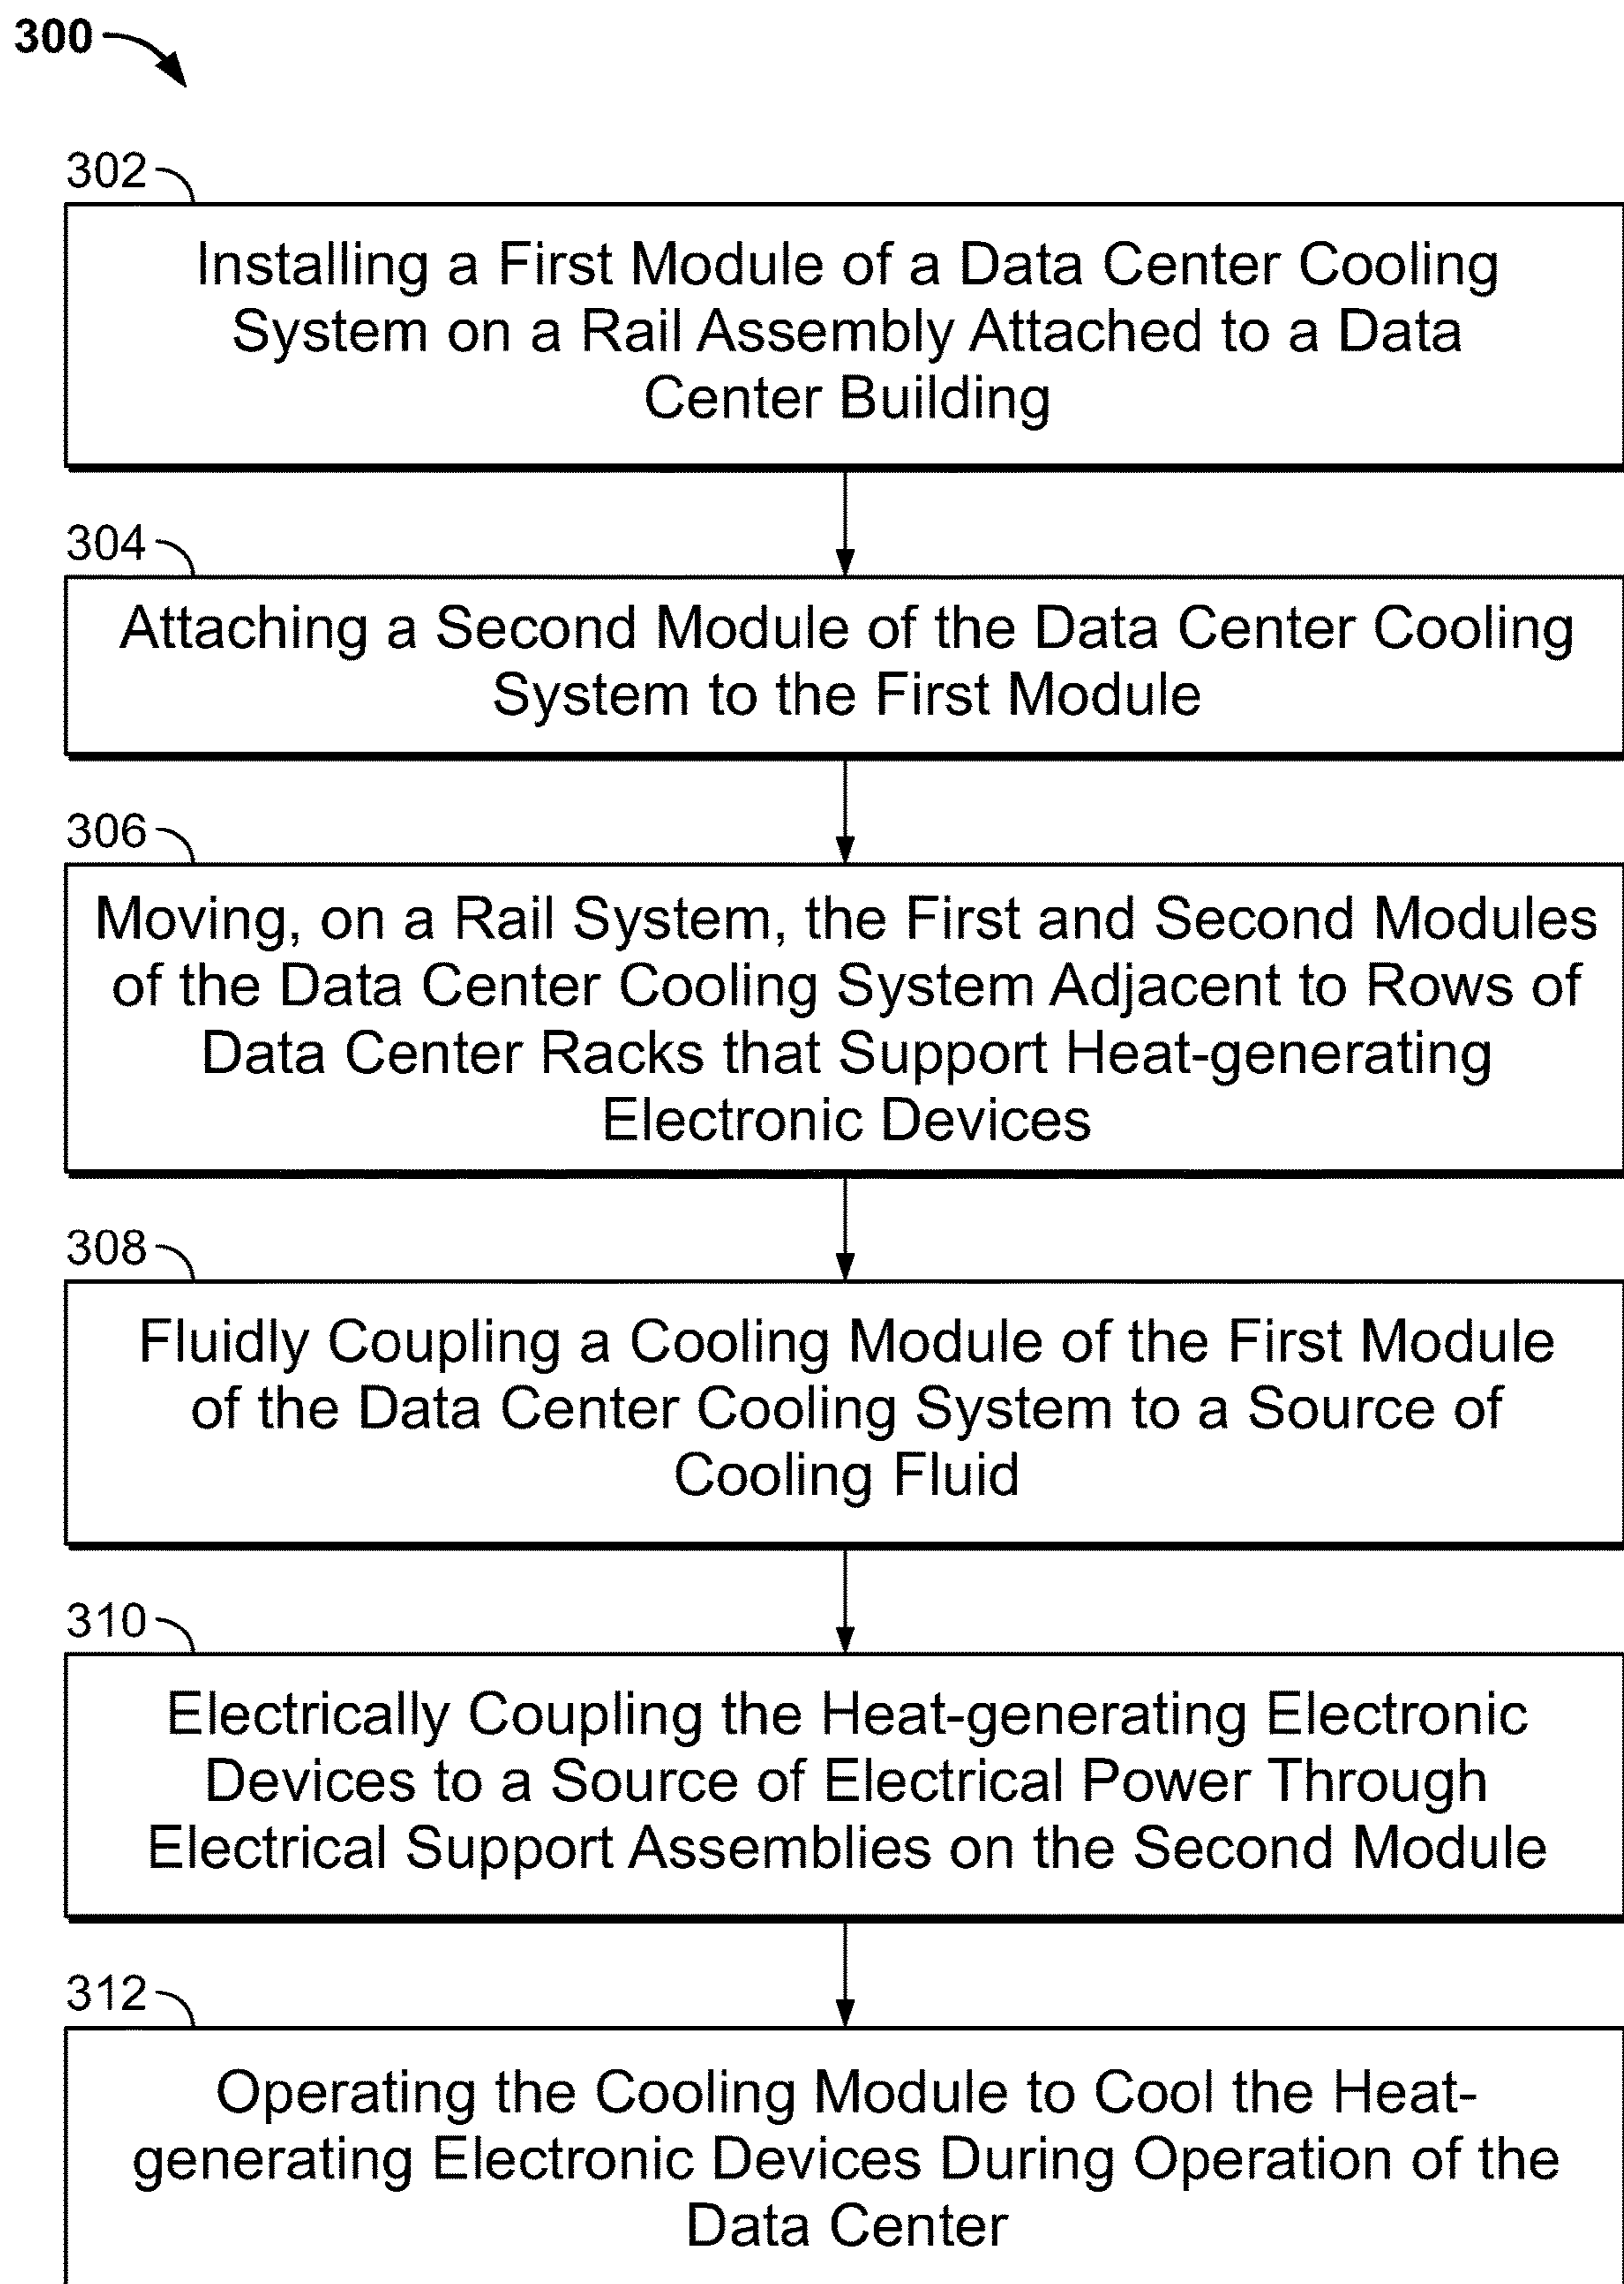 300
302
Installing a First Module of a Data Center Cooling
System on a Rail Assembly Attached to a Data
Center Building
304
Attaching a Second Module of the Data Center Cooling
System to the First Module
306
Moving, on a Rail System, the First and Second Modules
of the Data Center Cooling System Adjacent to Rows of
Data Center Racks that Support Heat-generating
Electronic Devices
308
Fluidly Coupling a Cooling Module of the First Module
of the Data Center Cooling System to a Source of
Cooling Fluid
310
Electrically Coupling the Heat-generating Electronic
Devices to a Source of Electrical Power Through
Electrical Support Assemblies on the Second Module
312
Operating the Cooling Module to Cool the Heat-
generating Electronic Devices During Operation of the
Data Center